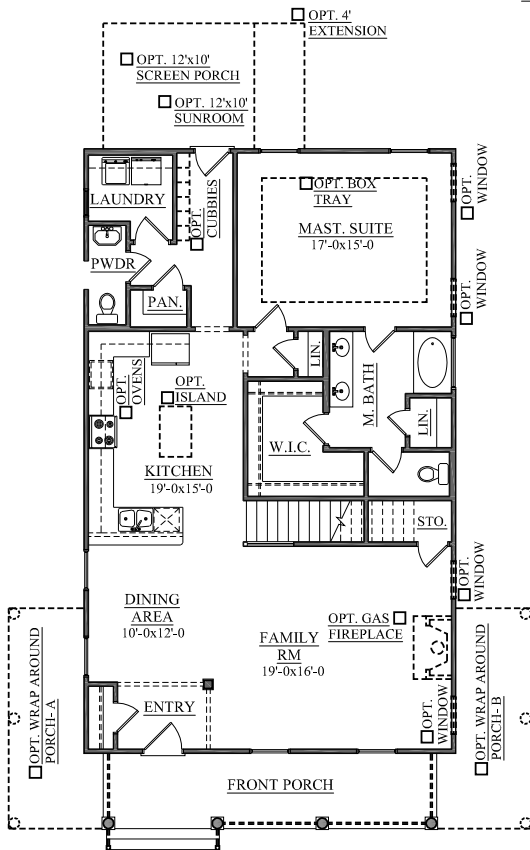 OPT. 4'
EXTENSION
OPT. 12'x10'
SCREEN PORCH
OPT. 12'x10'
SUNROOM
LAUNDRY
OPT.
CUBBIES
OPT. BOX
TRAY
MAST. SUITE
17'-0x15'-0
OPT.
WINDOW
PWDR
PAN.
OPT.
WINDOW
LIN.
M. BATH
OPT.
OVENS
OPT.
ISLAND
LIN.
W.I.C.
KITCHEN
19'-0x15'-0
STO.
OPT.
WINDOW
DINING
AREA
10'-0x12'-0
OPT. GAS
FIREPLACE
FAMILY
RM
19'-0x16'-0
OPT. WRAP AROUND
PORCH- A
ENTRY
OPT.
WINDOW
OPT. WRAP AROUND
PORCH- B
FRONT PORCH